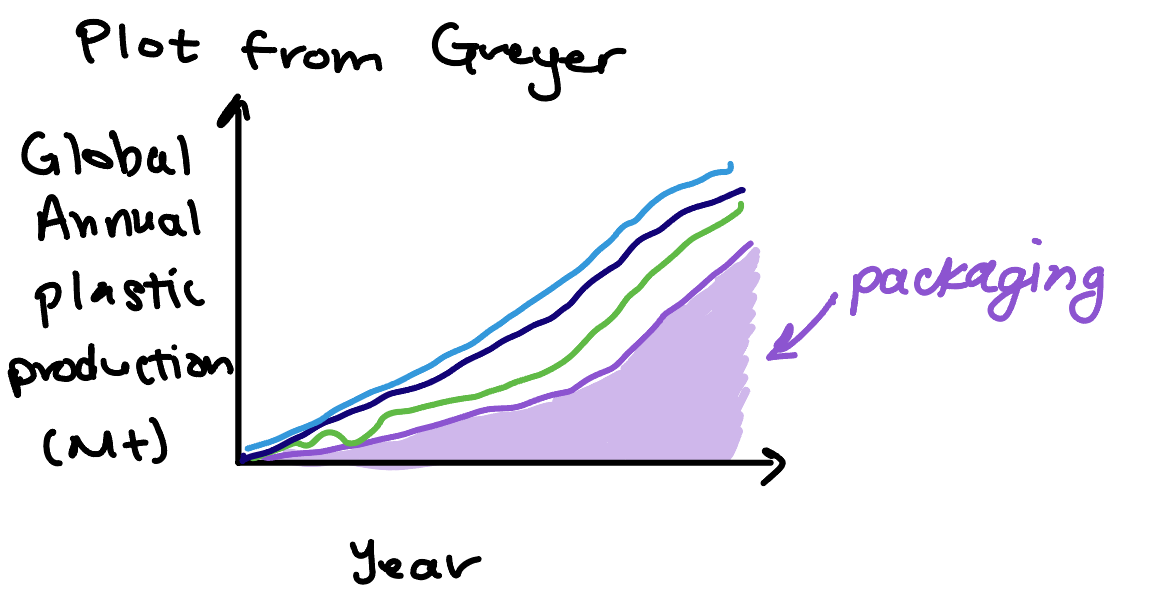 Plot from Greyer
Global
Annual
plastic
production
(Mt)
packaging
Year